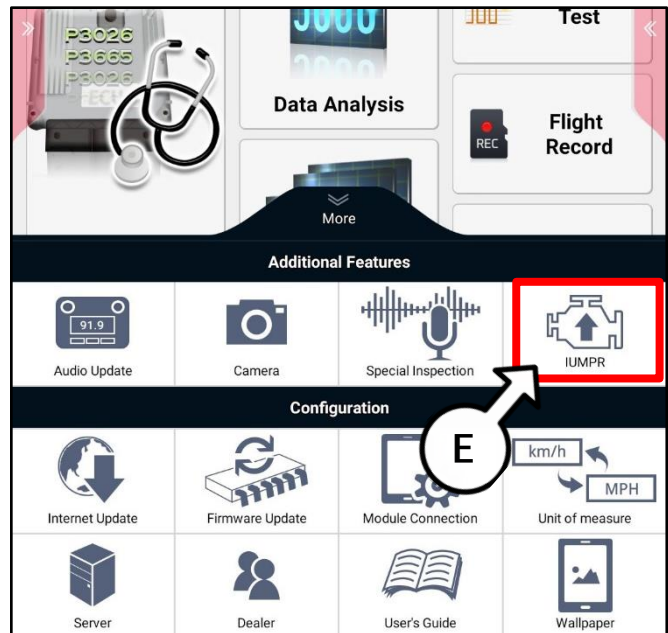 P3026
P3665
P3026
ECM
Data Analysis
Test
REC
Flight
Record
More
Additional Features
91.9
Audio Update
Camera
Special Inspection
IUMPR
E
Configuration
km/h
MPH
Internet Update
Firmware Update
Module Connection
Unit of measure
Server
Dealer
User's Guide
Wallpaper